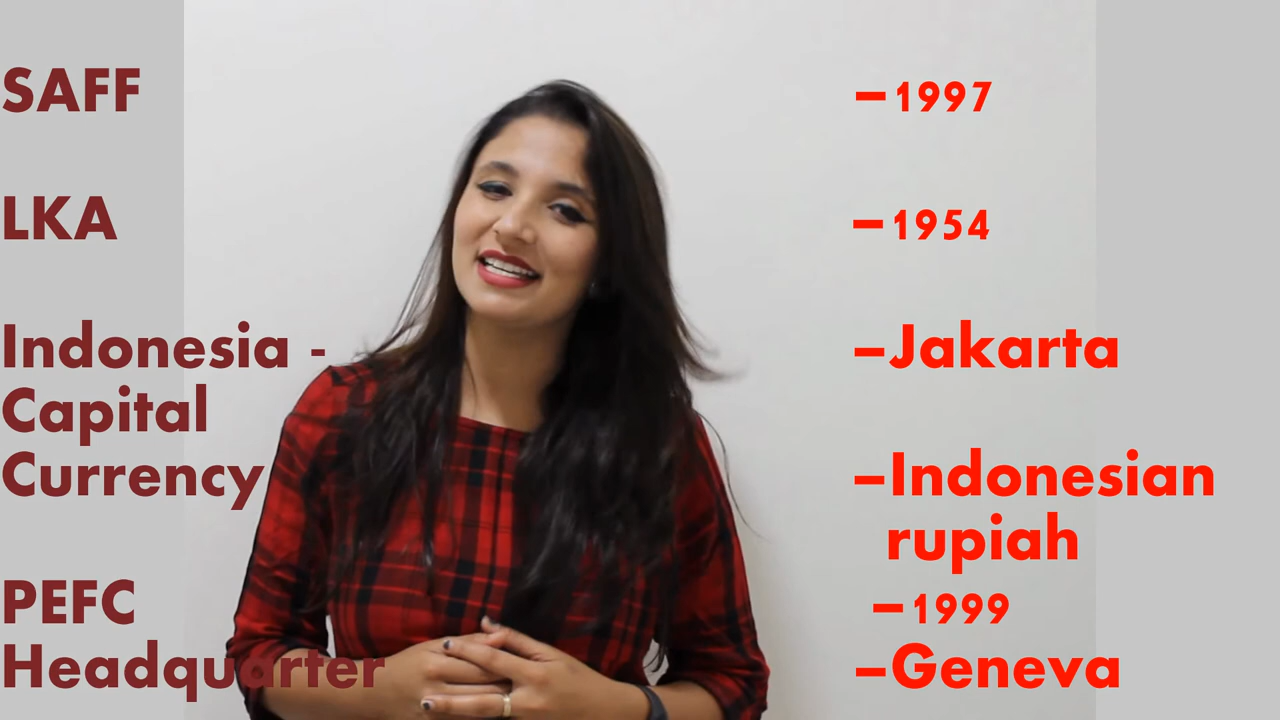 SAFF –1997
LKA –1954
Indonesia - –Jakarta
Capital
Currency –Indonesian
rupiah
PEFC –1999
Headquarter –Geneva